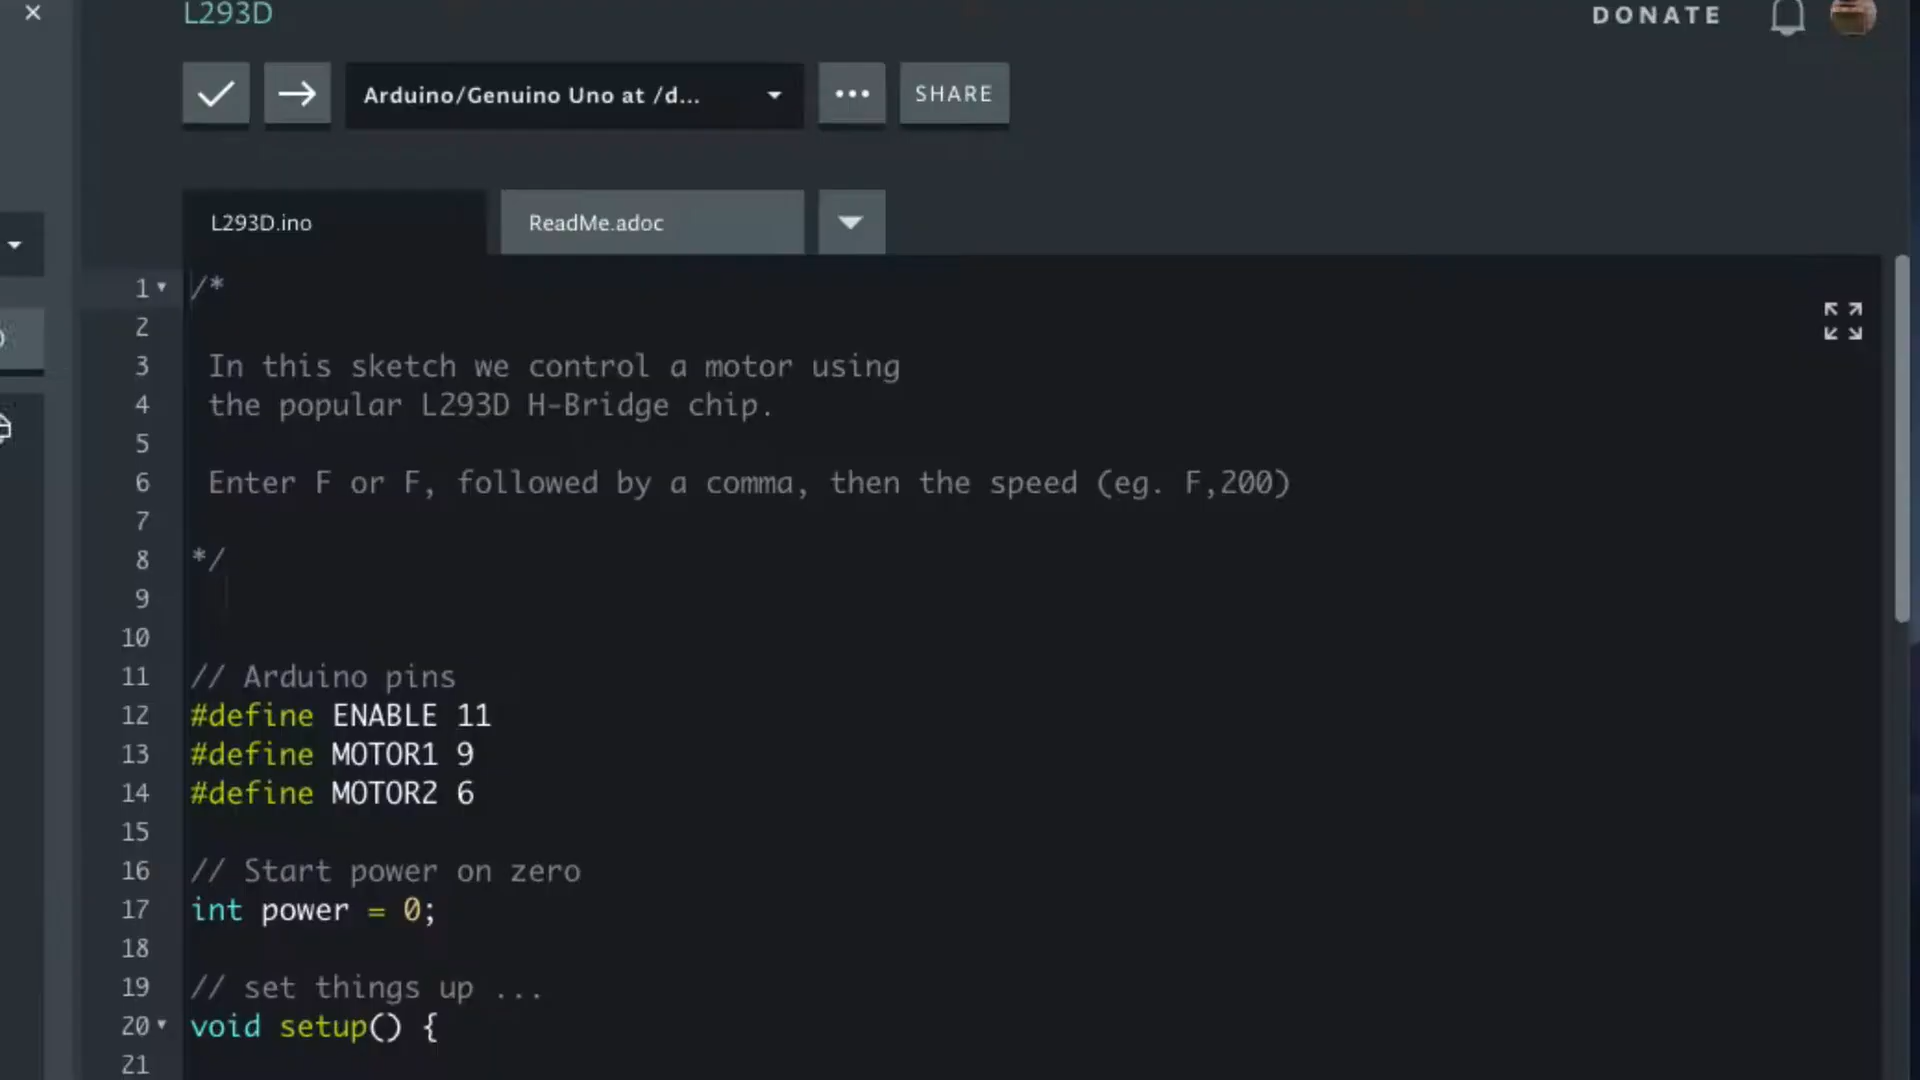 L293D
DONATE
Arduino/Genuino Uno at /d...
SHARE
L293D.ino
ReadMe.adoc
1 /*
2
3 In this sketch we control a motor using
4 the popular L293D H-Bridge chip.
5
6 Enter F or F, followed by a comma, then the speed (eg. F,200)
7
8 */
9
10
11 // Arduino pins
12 #define ENABLE 11
13 #define MOTOR1 9
14 #define MOTOR2 6
15
16 // Start power on zero
17 int power = 0;
18
19 // set things up ...
20 void setup() {
21